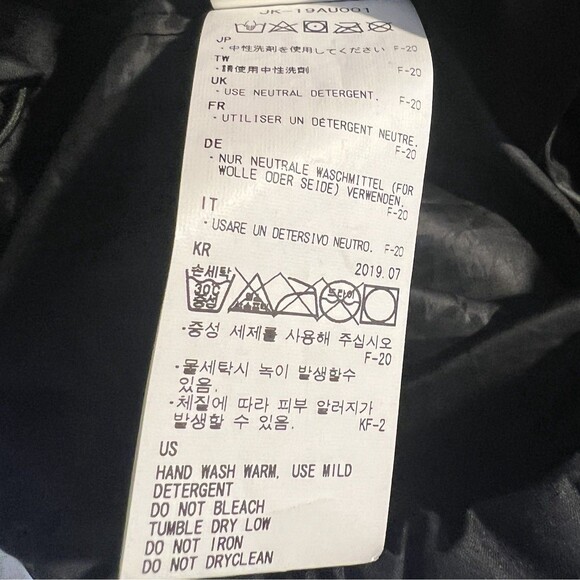 JK-19AU001
JP
・中性洗剤を使用してください F-20
TW
・請使用中性洗劑 F-20
UK
・USE NEUTRAL DETERGENT. F-20
FR
・UTILISER UN DÉTERGENT NEUTRE.
F-20
DE
・NUR NEUTRALE WASCHMITTEL (FÜR
WOLLE ODER SEIDE) VERWENDEN.
F-20
IT
・USARE UN DETERSIVO NEUTRO. F-20
KR 2019.07
손세탁
30℃
중성
드라이
・중성 세제를 사용해 주십시오
F-20
・물세탁시 녹이 발생할수
있음.
・체질에 따라 피부 알러지가
발생할 수 있음. KF-2
US
HAND WASH WARM, USE MILD
DETERGENT
DO NOT BLEACH
TUMBLE DRY LOW
DO NOT IRON
DO NOT DRYCLEAN